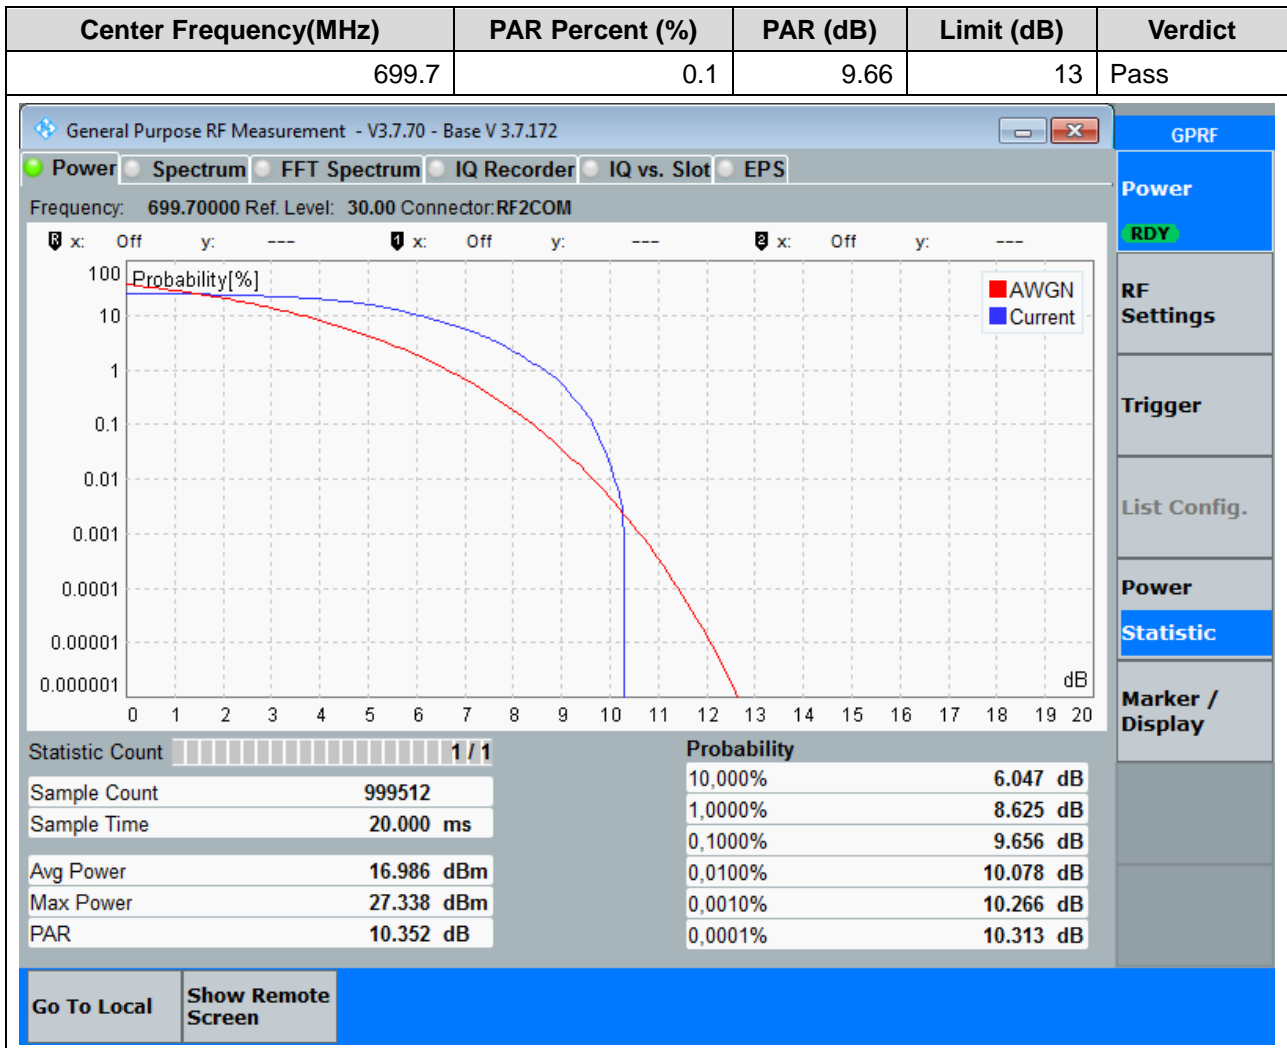 Center Frequency(MHz) PAR Percent (%) PAR (dB) Limit (dB) Verdict
699.7 0.1 9.66 13 Pass
General Purpose RF Measurement - V3.7.70 - Base V 3.7.172
GPRF
Power Spectrum FFT Spectrum IQ Recorder IQ vs. Slot EPS
Power
RDY
Frequency: 699.70000 Ref. Level: 30.00 Connector:RF2COM
R x: Off y: --- 1 x: Off y: --- 2 x: Off y: ---
Probability[%]
100
10
1
0.1
0.01
0.001
0.0001
0.00001
0.000001
AWGN
Current
dB
0 1 2 3 4 5 6 7 8 9 10 11 12 13 14 15 16 17 18 19 20
RF
Settings
Trigger
List Config.
Power
Statistic
Marker /
Display
Statistic Count 1 / 1
Sample Count 999512
Sample Time 20.000 ms
Avg Power 16.986 dBm
Max Power 27.338 dBm
PAR 10.352 dB
Probability
10,000% 6.047 dB
1,0000% 8.625 dB
0,1000% 9.656 dB
0,0100% 10.078 dB
0,0010% 10.266 dB
0,0001% 10.313 dB
Go To Local
Show Remote
Screen